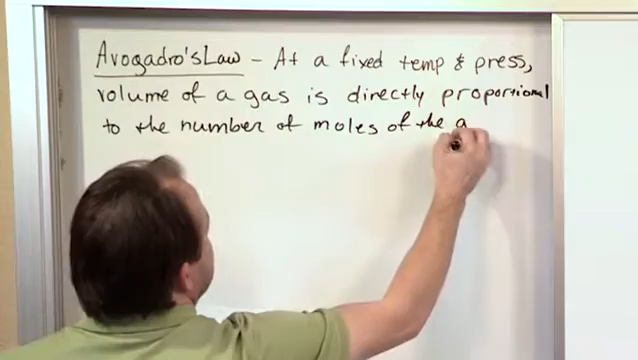 Avogadro's Law - At a fixed temp & press,
volume of a gas is directly proportional
to the number of moles of the